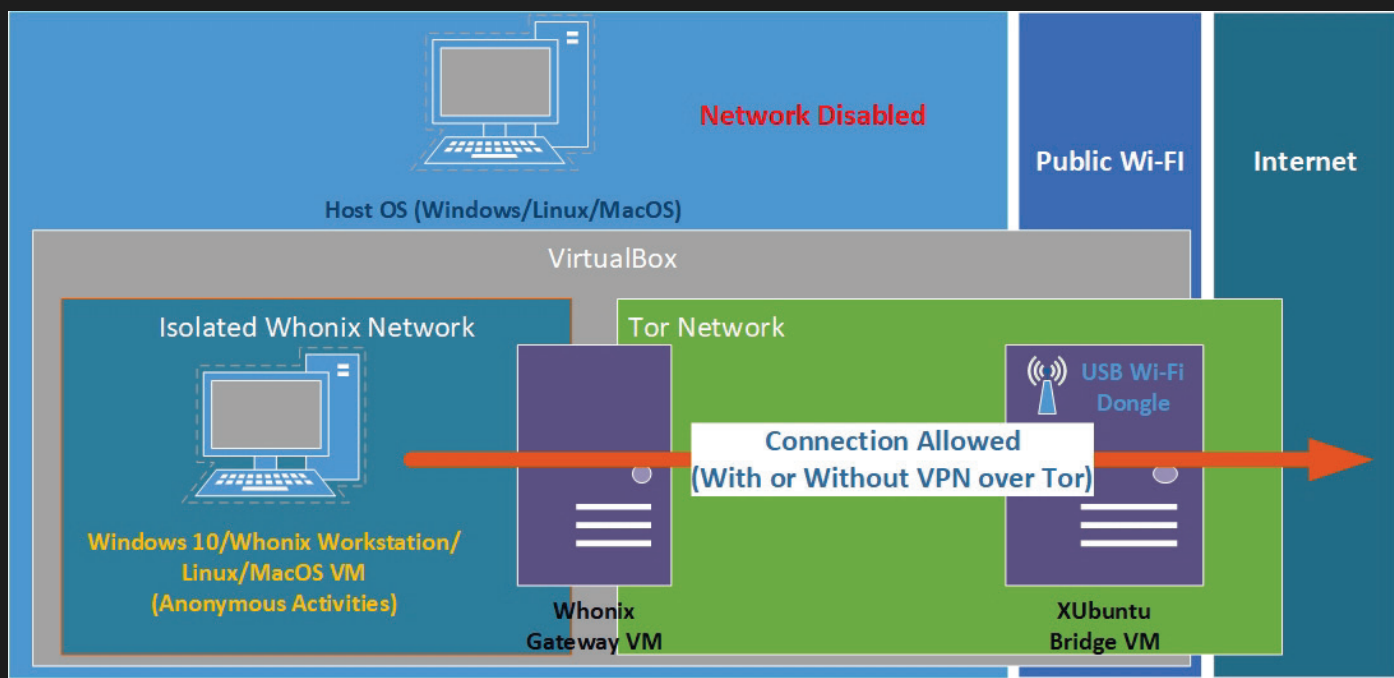 Network Disabled
Public Wi-FI
Internet
Host OS (Windows/Linux/MacOS)
VirtualBox
Isolated Whonix Network
Tor Network
USB Wi-Fi
Dongle
Connection Allowed
(With or Without VPN over Tor)
Windows 10/Whonix Workstation/
Linux/MacOS VM
(Anonymous Activities)
Whonix
Gateway VM
XUbuntu
Bridge VM